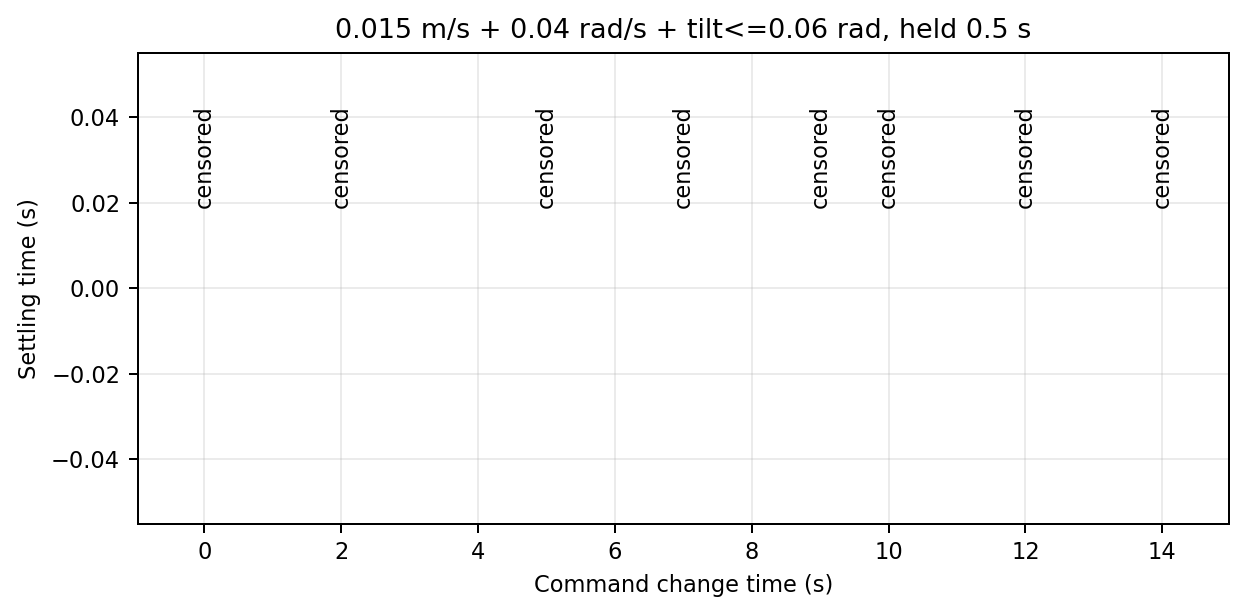 0.015 m/s + 0.04 rad/s + tilt<=0.06 rad, held 0.5 s
Settling time (s)
0.04
0.02
0.00
−0.02
−0.04
censored
censored
censored
censored
censored
censored
censored
censored
0 2 4 6 8 10 12 14
Command change time (s)